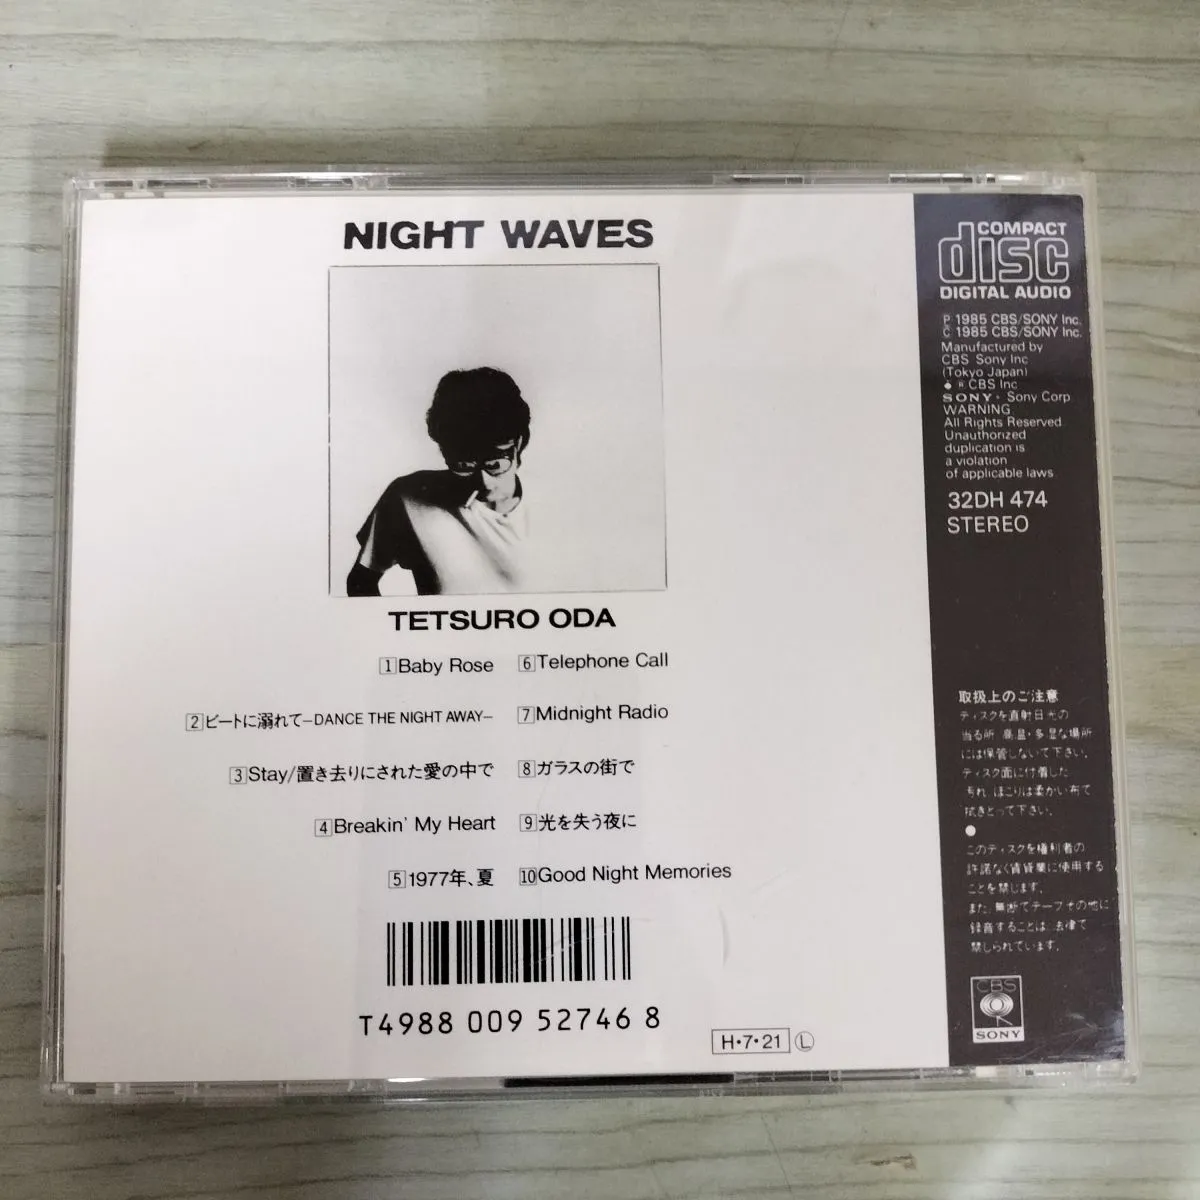 NIGHT WAVES
TETSURO ODA
1 Baby Rose
2 ビートに溺れて–DANCE THE NIGHT AWAY–
3 Stay/置き去りにされた愛の中で
4 Breakin' My Heart
5 1977年、夏
6 Telephone Call
7 Midnight Radio
8 ガラスの街で
9 光を失う夜に
10 Good Night Memories
T4988 009 52746 8
H・7・21 L
COMPACT
disc
DIGITAL AUDIO
℗ 1985 CBS/SONY Inc.
© 1985 CBS/SONY Inc.
Manufactured by
CBS Sony Inc
(Tokyo Japan)
® CBS Inc
SONY・Sony Corp
WARNING
All Rights Reserved
Unauthorized
duplication is
a violation
of applicable laws
32DH 474
STEREO
取扱上のご注意
ディスクを直射日光の
当る所、高温・多湿な場所
には保管しないて下さい。
ディスク面に付着した
汚れ、ほこりは柔かい布で
拭きとって下さい。
このディスクを権利者の
許諾なく賃貸業に使用する
ことを禁じます。
また、無断でテープその他に
録音することは、法律で
禁じられています。
CBS
SONY